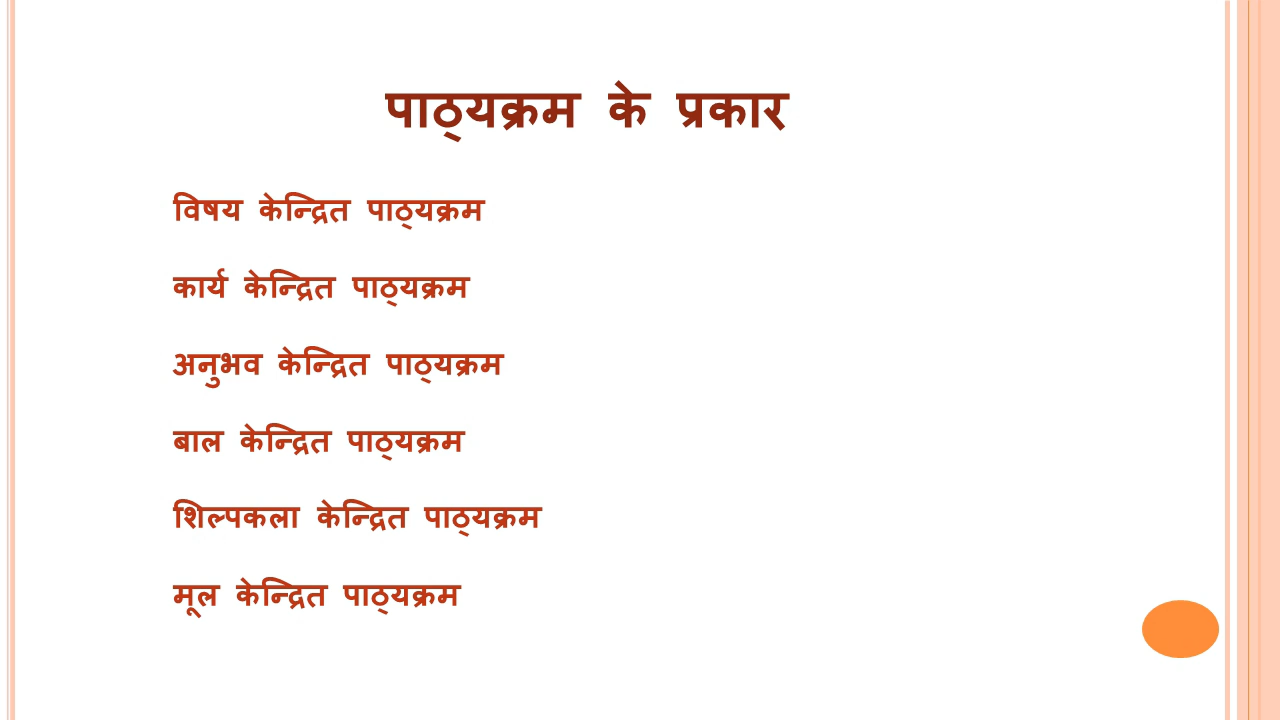 पाठ्यक्रम के प्रकार
विषय केन्द्रित पाठ्यक्रम
कार्य केन्द्रित पाठ्यक्रम
अनुभव केन्द्रित पाठ्यक्रम
बाल केन्द्रित पाठ्यक्रम
शिल्पकला केन्द्रित पाठ्यक्रम
मूल केन्द्रित पाठ्यक्रम